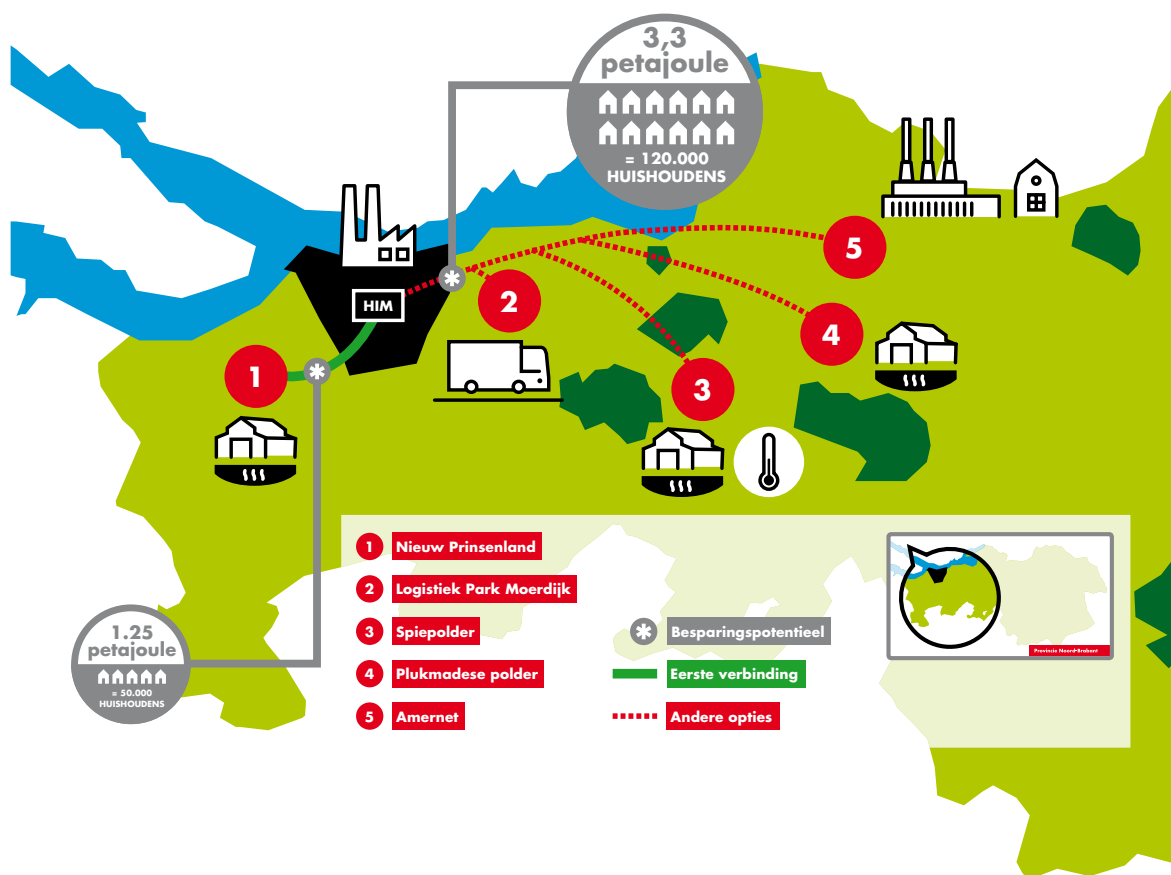 3,3
petajoule
= 120.000
HUISHOUDENS
HIM
1
2
3
4
5
1.25
petajoule
= 50.000
HUISHOUDENS
1 Nieuw Prinsenland
2 Logistiek Park Moerdijk
3 Spiepolder
4 Plukmadese polder
5 Amernet
* Besparingspotentieel
Eerste verbinding
Andere opties
Provincie Noord-Brabant